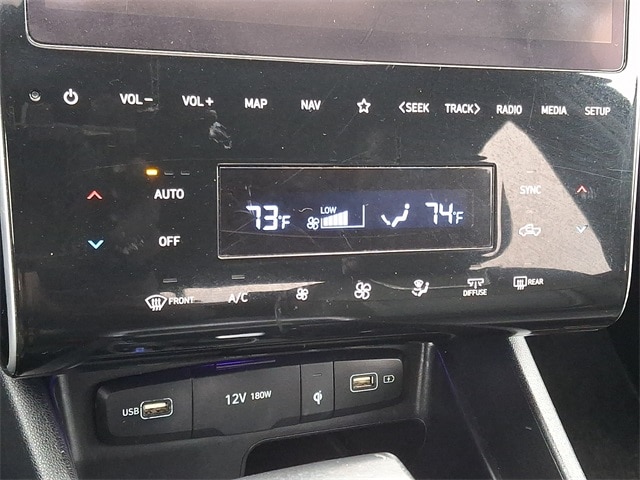 VOL− VOL+ MAP NAV <SEEK TRACK> RADIO MEDIA SETUP
AUTO SYNC
LOW
73°F 74°F
OFF
FRONT A/C DIFFUSE REAR
USB 12V 180W